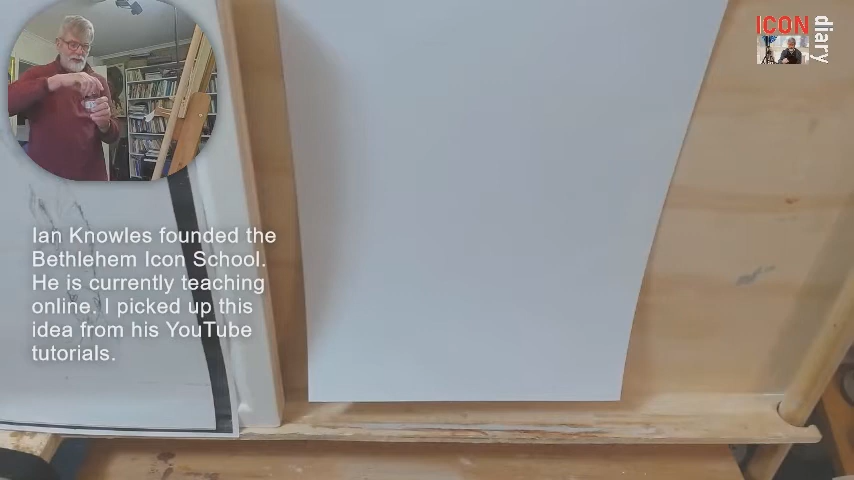 ICON
diary
Ian Knowles founded the
Bethlehem Icon School.
He is currently teaching
online. I picked up this
idea from his YouTube
tutorials.